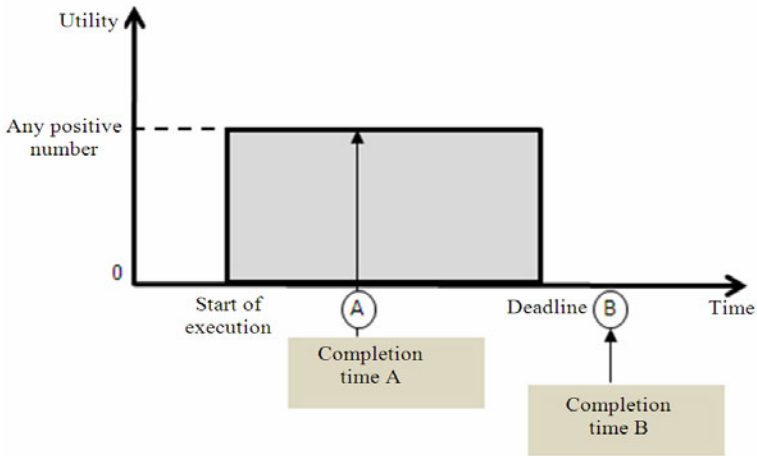 Utility
Any positive
number
0
Start of
execution
A
Deadline
B
Time
Completion
time A
Completion
time B